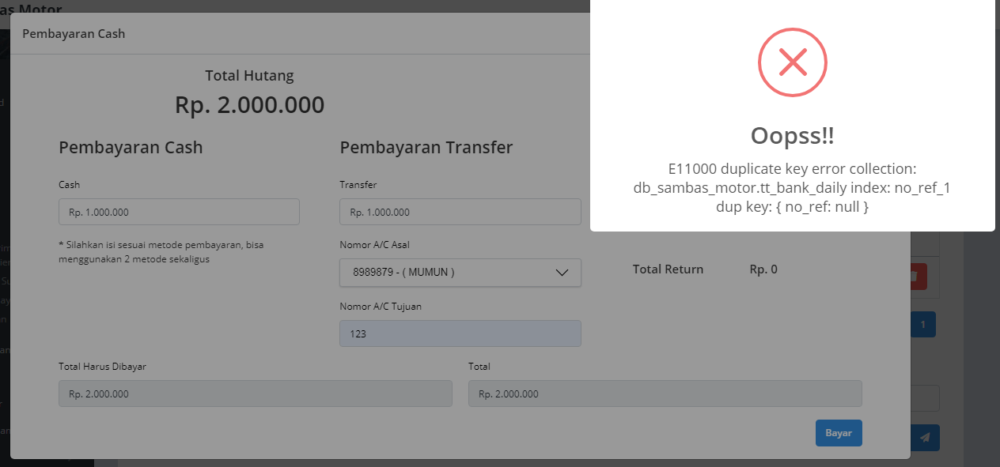 as Motor
Pembayaran Cash
Total Hutang
Rp. 2.000.000
Pembayaran Cash
Cash
Rp. 1.000.000
* Silahkan isi sesuai metode pembayaran, bisa
menggunakan 2 metode sekaligus
Pembayaran Transfer
Transfer
Rp. 1.000.000
Nomor A/C Asal
8989879 - ( MUMUN )
Nomor A/C Tujuan
123
Total Return Rp. 0
Total Harus Dibayar
Rp. 2.000.000
Total
Rp. 2.000.000
Bayar
1
Oopss!!
E11000 duplicate key error collection:
db_sambas_motor.tt_bank_daily index: no_ref_1
dup key: { no_ref: null }